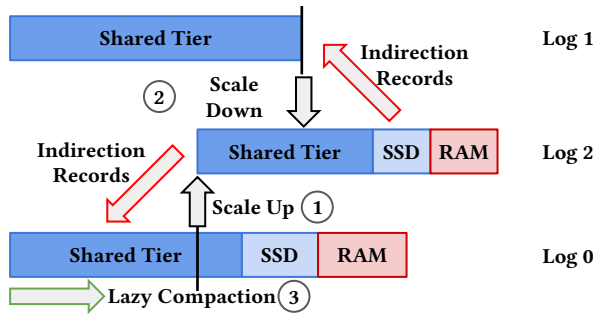 Shared Tier
Log 1
Indirection
Records
Scale
Down
2
Shared Tier
SSD
RAM
Log 2
Indirection
Records
Scale Up
1
Shared Tier
SSD
RAM
Log 0
Lazy Compaction
3